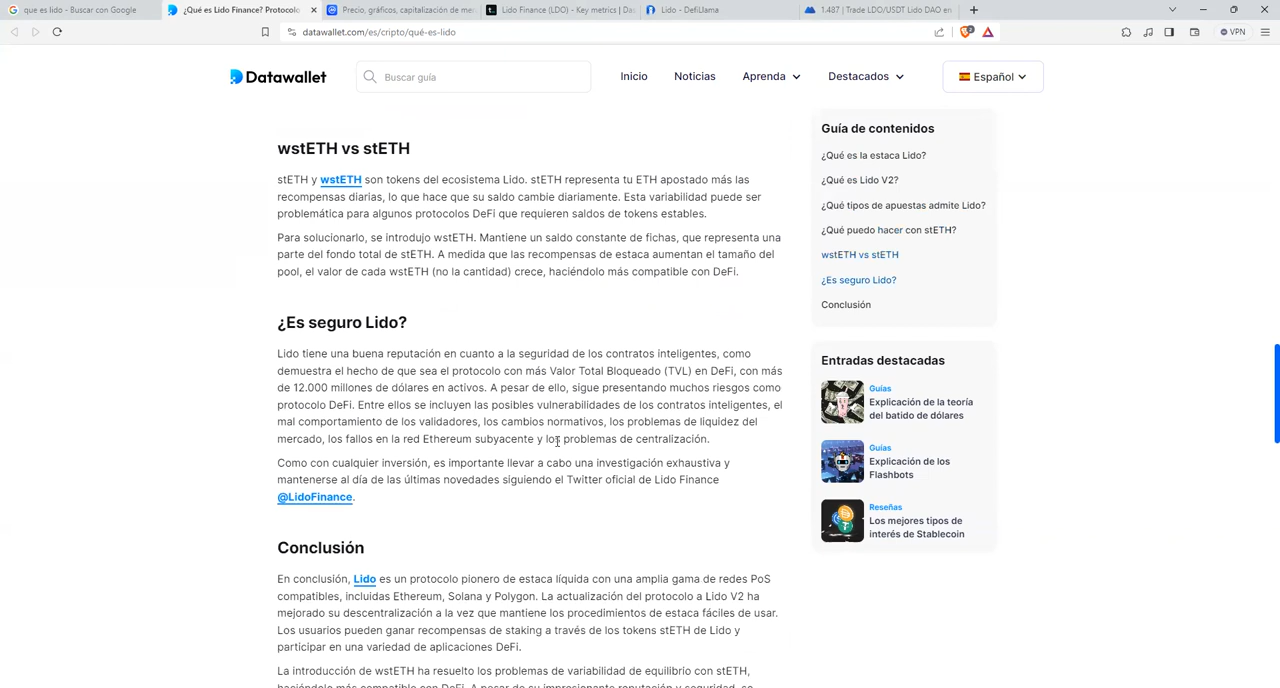 que es lido - Buscar con Google
¿Qué es Lido Finance? Protocolo
Precio, gráficos, capitalización de mer
Lido Finance (LDO) - Key metrics | Das
Lido - DefiLlama
1.487 | Trade LDO/USDT Lido DAO en
datawallet.com/es/cripto/qué-es-lido
VPN
Datawallet
Buscar guía
Inicio
Noticias
Aprenda
Destacados
Español
wstETH vs stETH
stETH y wstETH son tokens del ecosistema Lido. stETH representa tu ETH apostado más las
recompensas diarias, lo que hace que su saldo cambie diariamente. Esta variabilidad puede ser
problemática para algunos protocolos DeFi que requieren saldos de tokens estables.
Para solucionarlo, se introdujo wstETH. Mantiene un saldo constante de fichas, que representa una
parte del fondo total de stETH. A medida que las recompensas de estaca aumentan el tamaño del
pool, el valor de cada wstETH (no la cantidad) crece, haciéndolo más compatible con DeFi.
¿Es seguro Lido?
Lido tiene una buena reputación en cuanto a la seguridad de los contratos inteligentes, como
demuestra el hecho de que sea el protocolo con más Valor Total Bloqueado (TVL) en DeFi, con más
de 12.000 millones de dólares en activos. A pesar de ello, sigue presentando muchos riesgos como
protocolo DeFi. Entre ellos se incluyen las posibles vulnerabilidades de los contratos inteligentes, el
mal comportamiento de los validadores, los cambios normativos, los problemas de liquidez del
mercado, los fallos en la red Ethereum subyacente y los problemas de centralización.
Como con cualquier inversión, es importante llevar a cabo una investigación exhaustiva y
mantenerse al día de las últimas novedades siguiendo el Twitter oficial de Lido Finance
@LidoFinance.
Conclusión
En conclusión, Lido es un protocolo pionero de estaca líquida con una amplia gama de redes PoS
compatibles, incluidas Ethereum, Solana y Polygon. La actualización del protocolo a Lido V2 ha
mejorado su descentralización a la vez que mantiene los procedimientos de estaca fáciles de usar.
Los usuarios pueden ganar recompensas de staking a través de los tokens stETH de Lido y
participar en una variedad de aplicaciones DeFi.
La introducción de wstETH ha resuelto los problemas de variabilidad de equilibrio con stETH,
haciéndolo más compatible con DeFi. A pesar de su impresionante reputación y seguridad, se
Guía de contenidos
¿Qué es la estaca Lido?
¿Qué es Lido V2?
¿Qué tipos de apuestas admite Lido?
¿Qué puedo hacer con stETH?
wstETH vs stETH
¿Es seguro Lido?
Conclusión
Entradas destacadas
Guías
Explicación de la teoría
del batido de dólares
Guías
Explicación de los
Flashbots
Reseñas
Los mejores tipos de
interés de Stablecoin